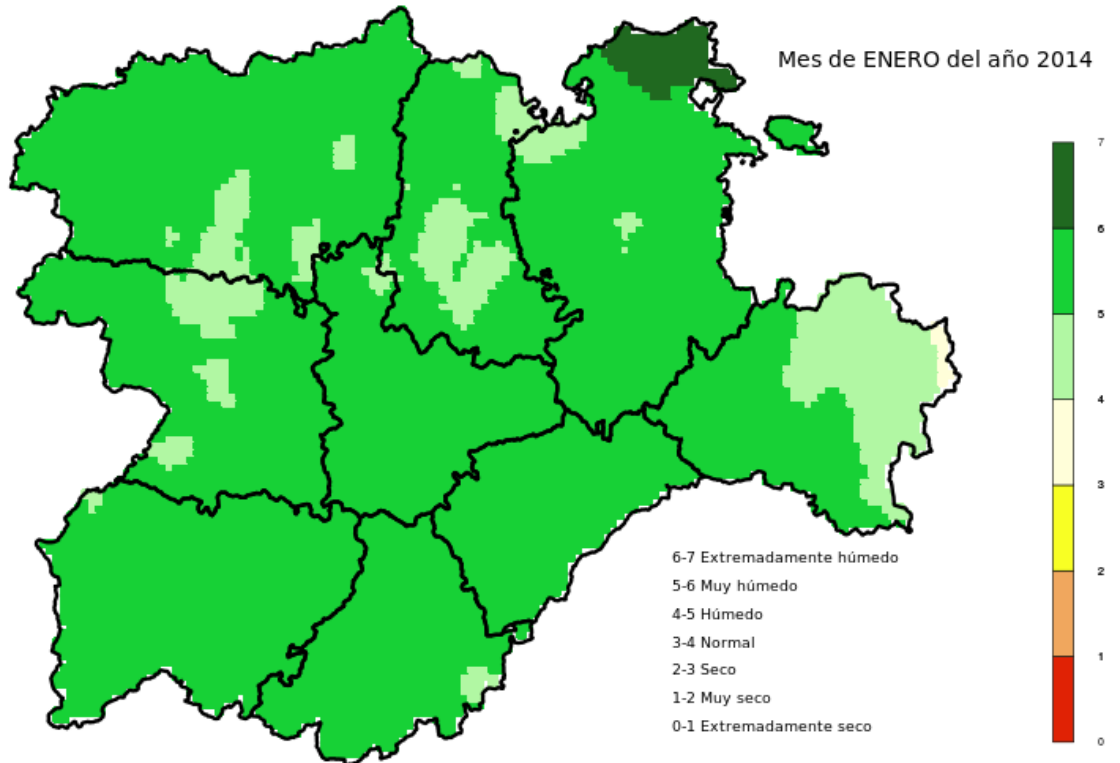 Mes de ENERO del año 2014
7
6
5
4
3
2
1
0
6-7 Extremadamente húmedo
5-6 Muy húmedo
4-5 Húmedo
3-4 Normal
2-3 Seco
1-2 Muy seco
0-1 Extremadamente seco